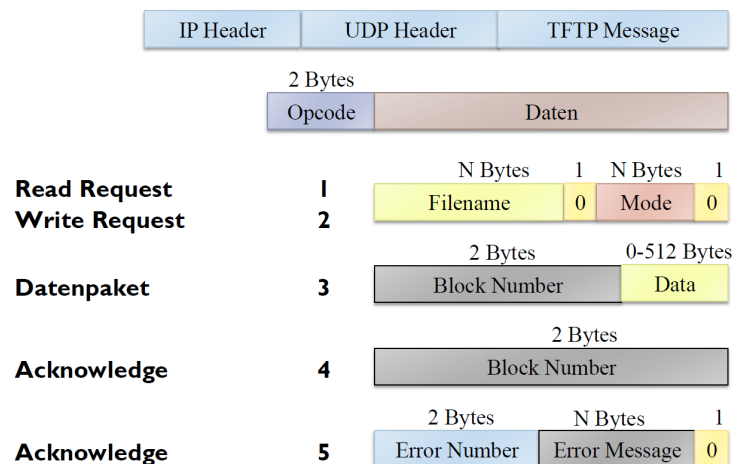 IP Header UDP Header TFTP Message
2 Bytes
Opcode Daten
N Bytes 1 N Bytes 1
Read Request 1 Filename 0 Mode 0
Write Request 2
2 Bytes 0-512 Bytes
Datenpaket 3 Block Number Data
2 Bytes
Acknowledge 4 Block Number
2 Bytes N Bytes 1
Acknowledge 5 Error Number Error Message 0